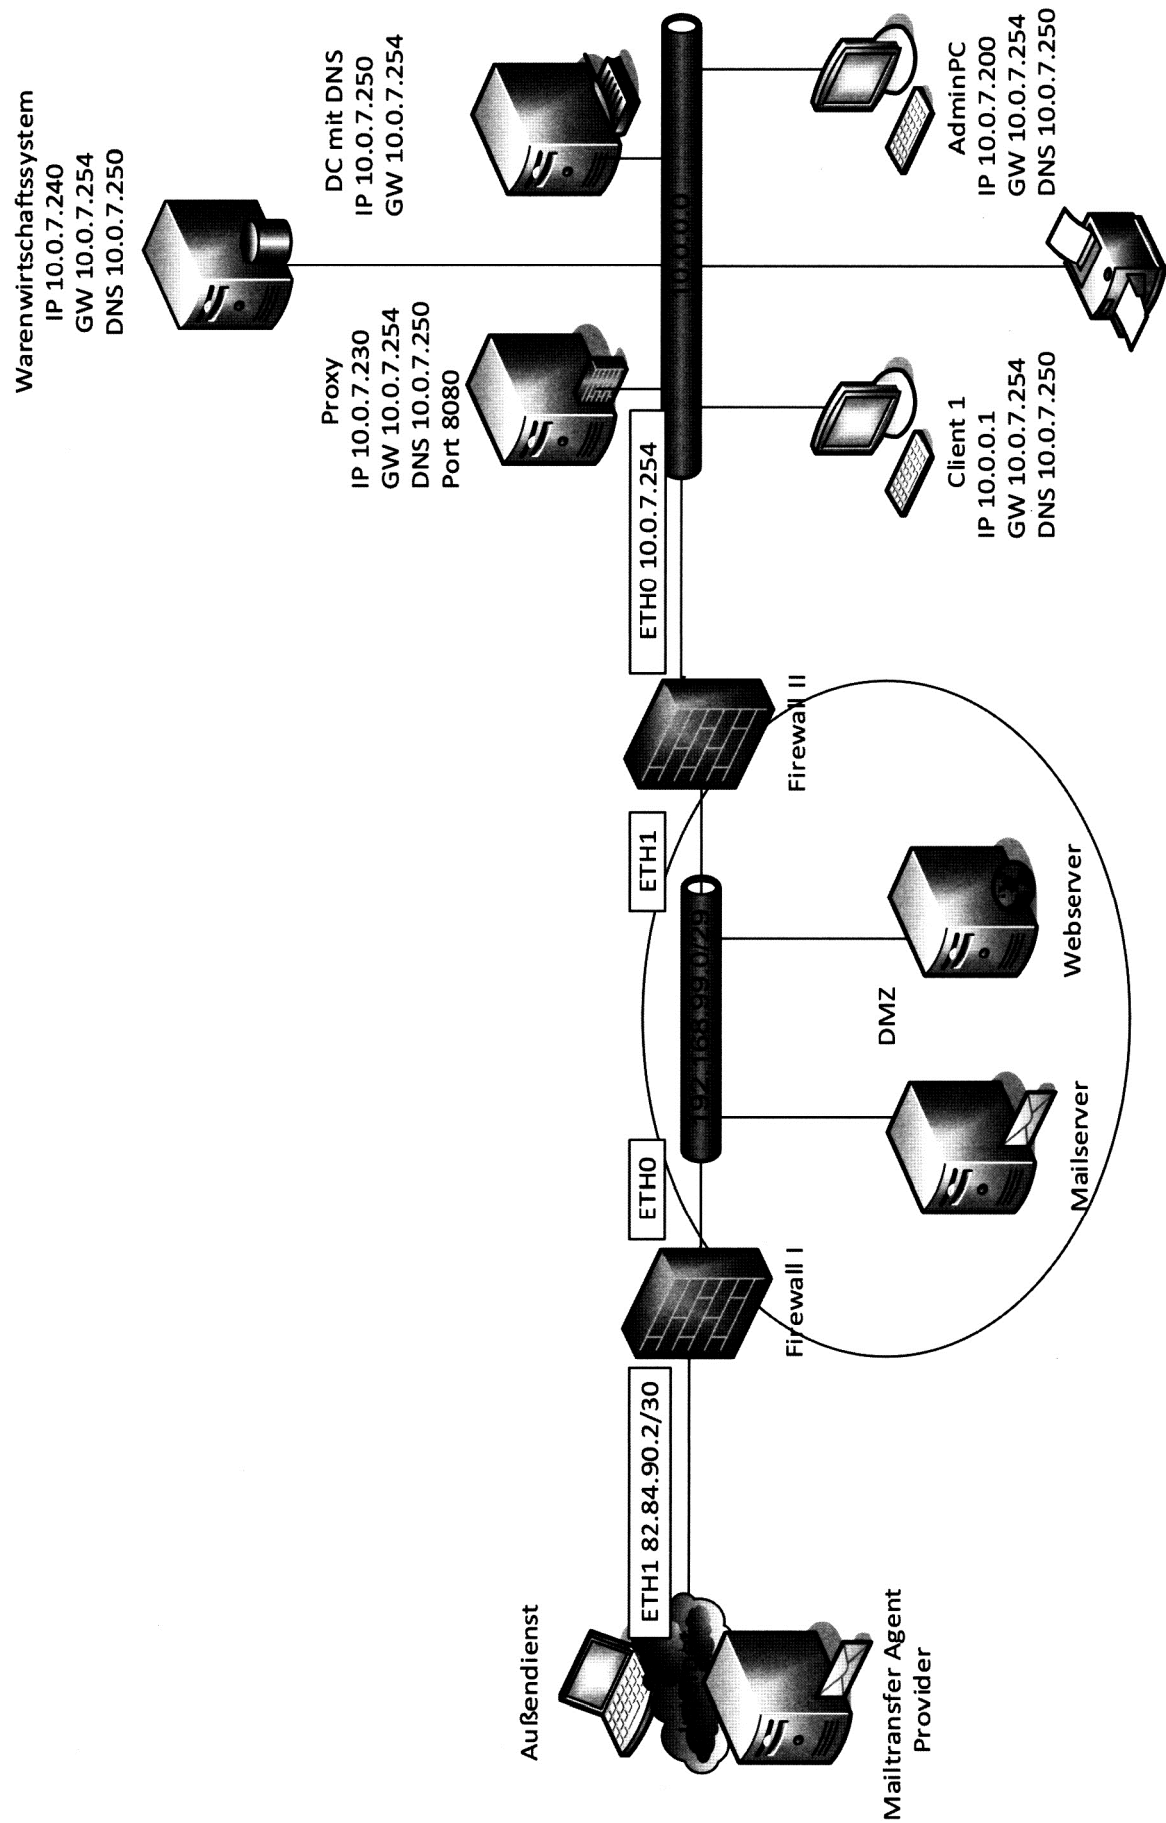 Außendienst
Mailtransfer Agent
Provider
ETH1 82.84.90.2/30
Firewall I
ETH0
Mailserver
DMZ
Webserver
ETH1
Firewall II
ETH0 10.0.7.254
10.0.0.0
Proxy
IP 10.0.7.230
GW 10.0.7.254
DNS 10.0.7.250
Port 8080
Warenwirtschaftssystem
IP 10.0.7.240
GW 10.0.7.254
DNS 10.0.7.250
DC mit DNS
IP 10.0.7.250
GW 10.0.7.254
Client 1
IP 10.0.0.1
GW 10.0.7.254
DNS 10.0.7.250
AdminPC
IP 10.0.7.200
GW 10.0.7.254
DNS 10.0.7.250